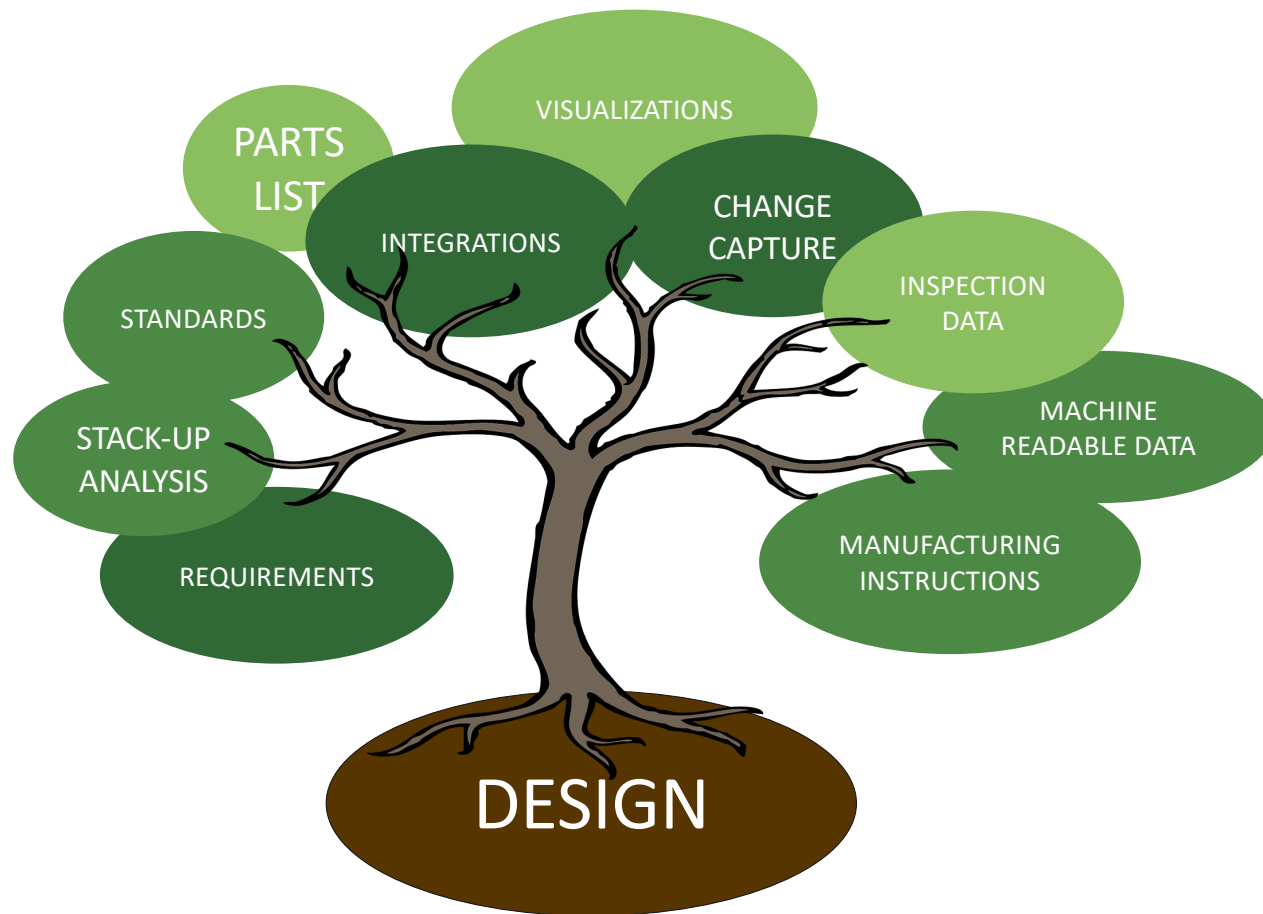 VISUALIZATIONS
PARTS
LIST
CHANGE
CAPTURE
INTEGRATIONS
INSPECTION
DATA
STANDARDS
MACHINE
READABLE DATA
STACK-UP
ANALYSIS
MANUFACTURING
INSTRUCTIONS
REQUIREMENTS
DESIGN